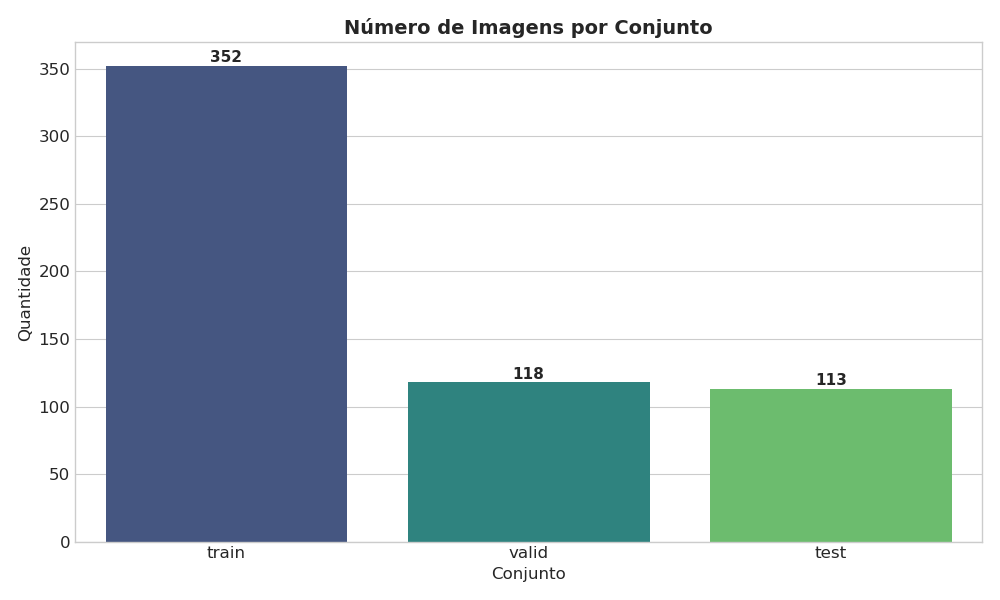 Número de Imagens por Conjunto
Quantidade
350
300
250
200
150
100
50
0
352
118
113
train
valid
test
Conjunto